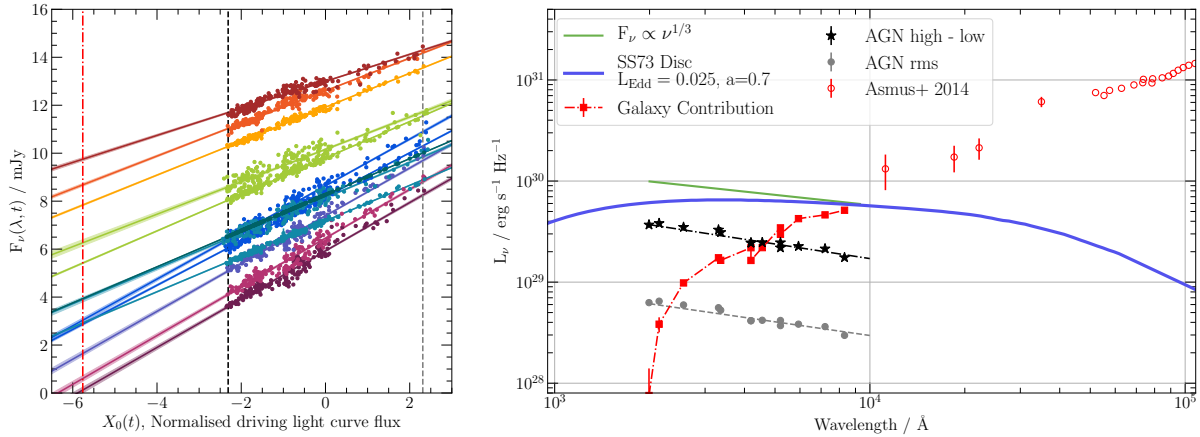 16
14
12
10
8
6
4
2
0
F_ν(λ, t) / mJy
−6
−4
−2
0
2
X_0(t), Normalised driving light curve flux
F_ν ∝ ν^{1/3}
SS73 Disc
L_Edd = 0.025, a=0.7
Galaxy Contribution
AGN high - low
AGN rms
Asmus+ 2014
10^31
10^30
10^29
10^28
L_ν / erg s^{−1} Hz^{−1}
10^3
10^4
10^5
Wavelength / Å